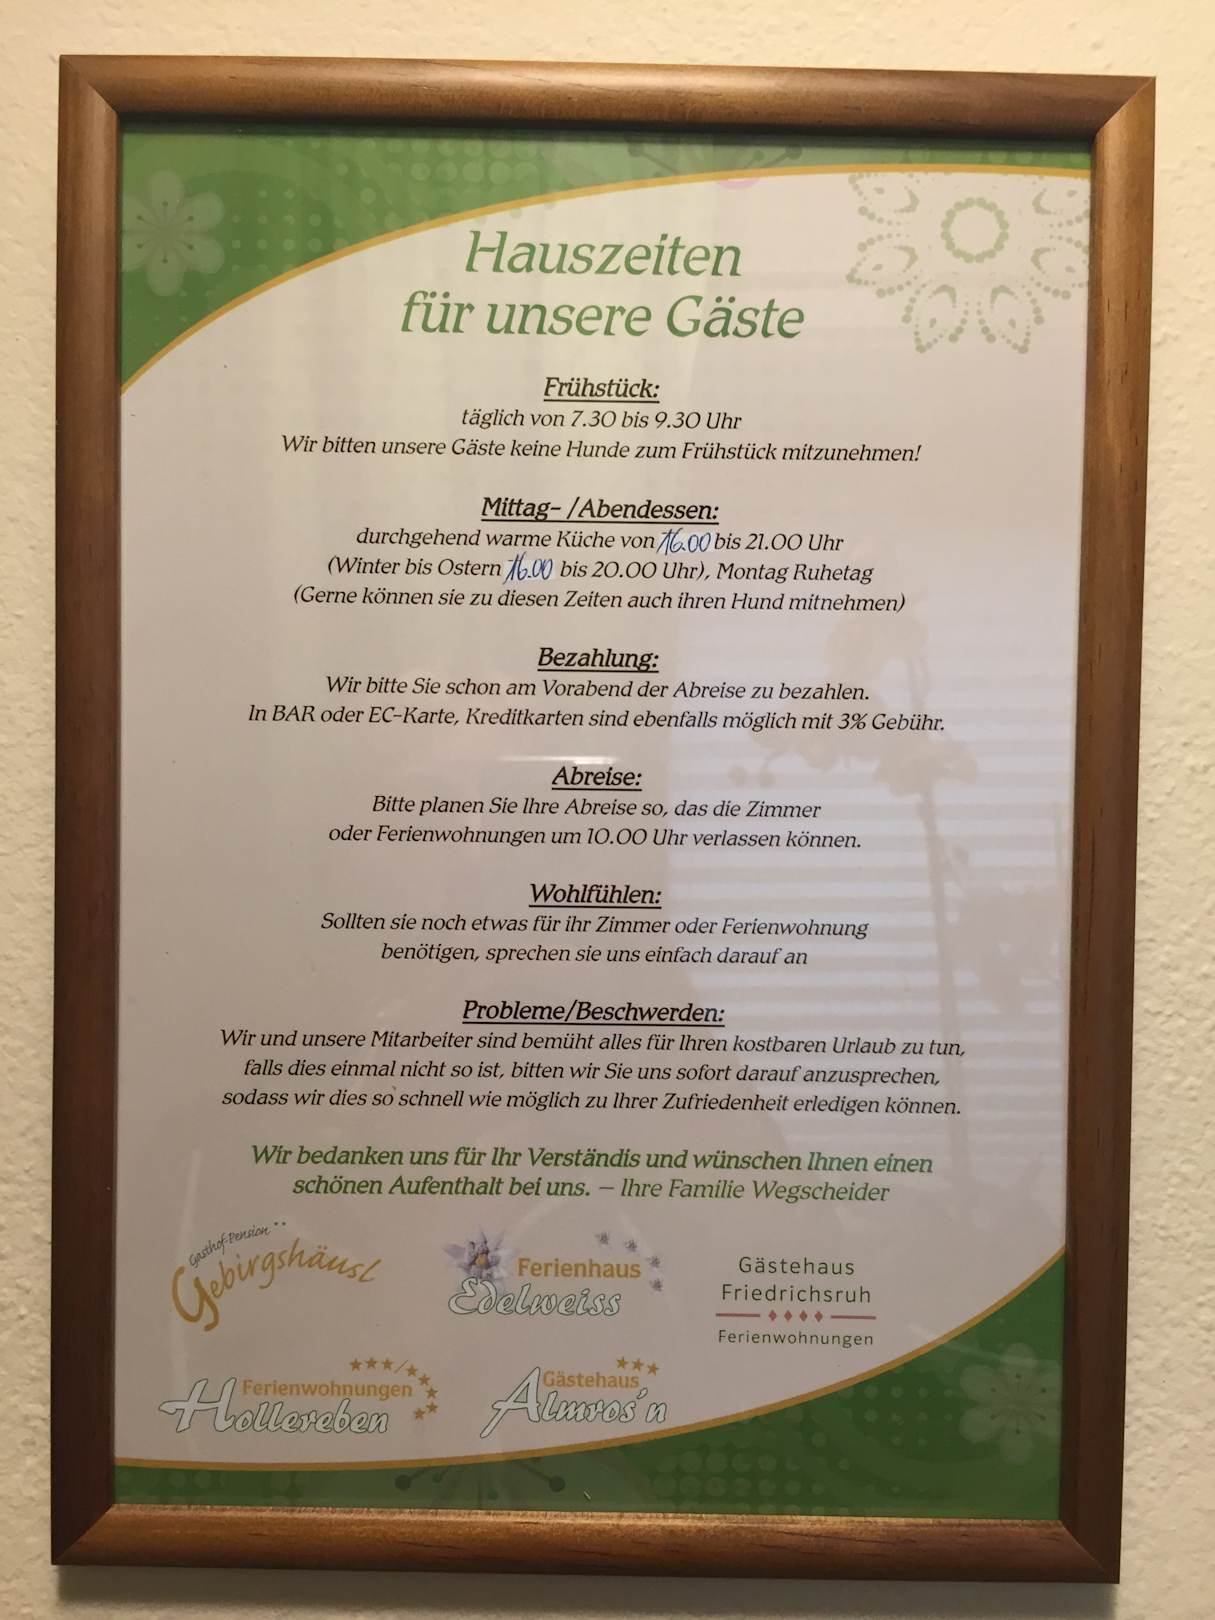 Hauszeiten
für unsere Gäste
Frühstück:
täglich von 7.30 bis 9.30 Uhr
Wir bitten unsere Gäste keine Hunde zum Frühstück mitzunehmen!
Mittag- /Abendessen:
durchgehend warme Küche von 16.00 bis 21.00 Uhr
(Winter bis Ostern 16.00 bis 20.00 Uhr), Montag Ruhetag
(Gerne können sie zu diesen Zeiten auch ihren Hund mitnehmen)
Bezahlung:
Wir bitte Sie schon am Vorabend der Abreise zu bezahlen.
In BAR oder EC-Karte, Kreditkarten sind ebenfalls möglich mit 3% Gebühr.
Abreise:
Bitte planen Sie Ihre Abreise so, das die Zimmer
oder Ferienwohnungen um 10.00 Uhr verlassen können.
Wohlfühlen:
Sollten sie noch etwas für ihr Zimmer oder Ferienwohnung
benötigen, sprechen sie uns einfach darauf an
Probleme/Beschwerden:
Wir und unsere Mitarbeiter sind bemüht alles für Ihren kostbaren Urlaub zu tun,
falls dies einmal nicht so ist, bitten wir Sie uns sofort darauf anzusprechen,
sodass wir dies so schnell wie möglich zu Ihrer Zufriedenheit erledigen können.
Wir bedanken uns für Ihr Verständis und wünschen Ihnen einen
schönen Aufenthalt bei uns. – Ihre Familie Wegscheider
Gasthof-Pension
Gebirgshäusl
Ferienhaus
Edelweiss
Gästehaus
Friedrichsruh
Ferienwohnungen
Ferienwohnungen
Hollereben
Gästehaus
Almros'n